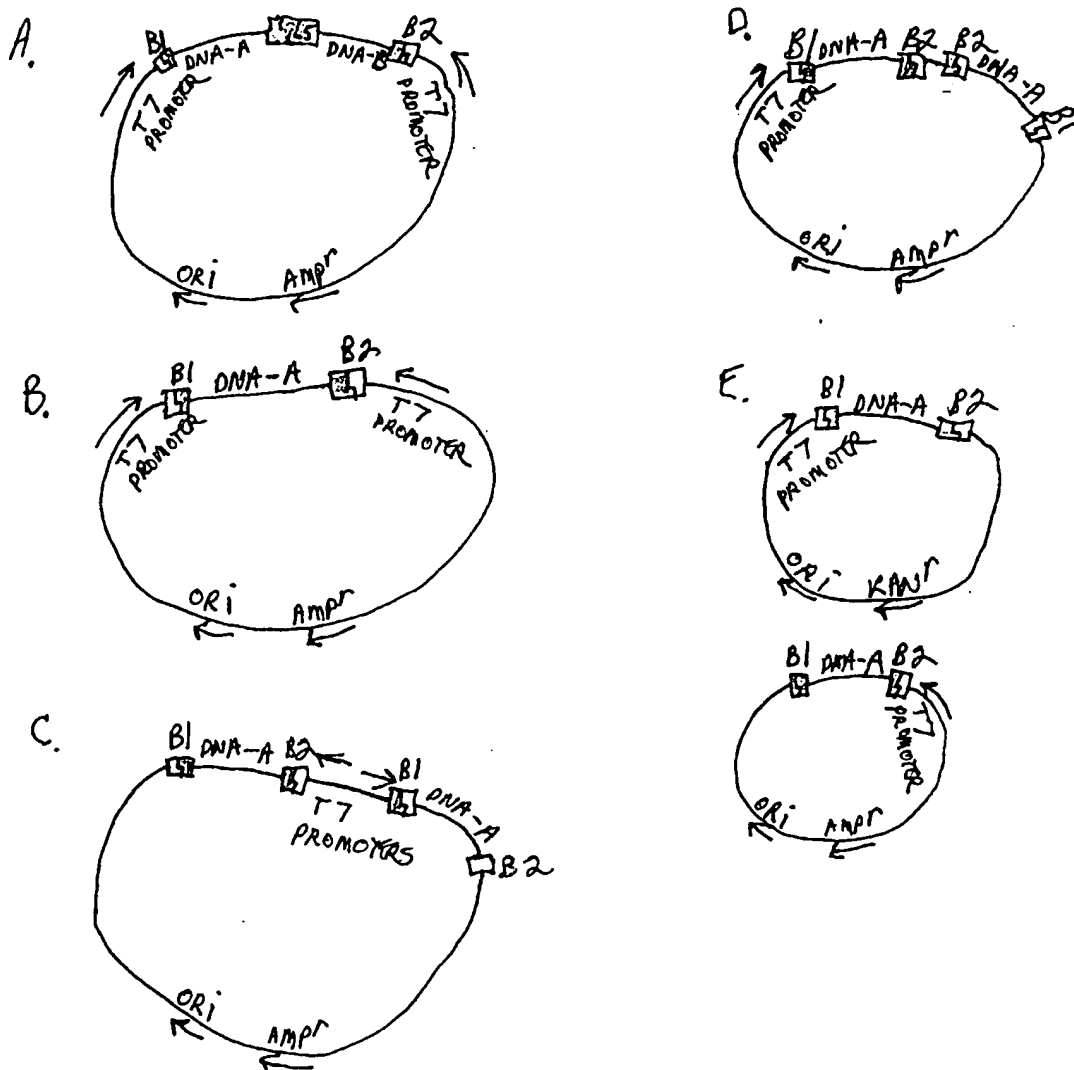 A.
B1
DNA-A
DNA-B
B2
T7
PROMOTER
T7
PROMOTER
ORi
Ampr
B.
B1
DNA-A
B2
T7
PROMOTER
T7
PROMOTER
ORi
Ampr
C.
B1
DNA-A
B2
B1
DNA-A
T7
PROMOTERS
B2
ORi
AMPr
D.
B1
DNA-A
B2
B2
DNA-A
B1
T7
PROMOTER
ORi
AMPr
E.
B1
DNA-A
B2
T7
PROMOTER
ORi
KANr
B1
DNA-A
B2
T7
PROMOTER
ORi
AMPr